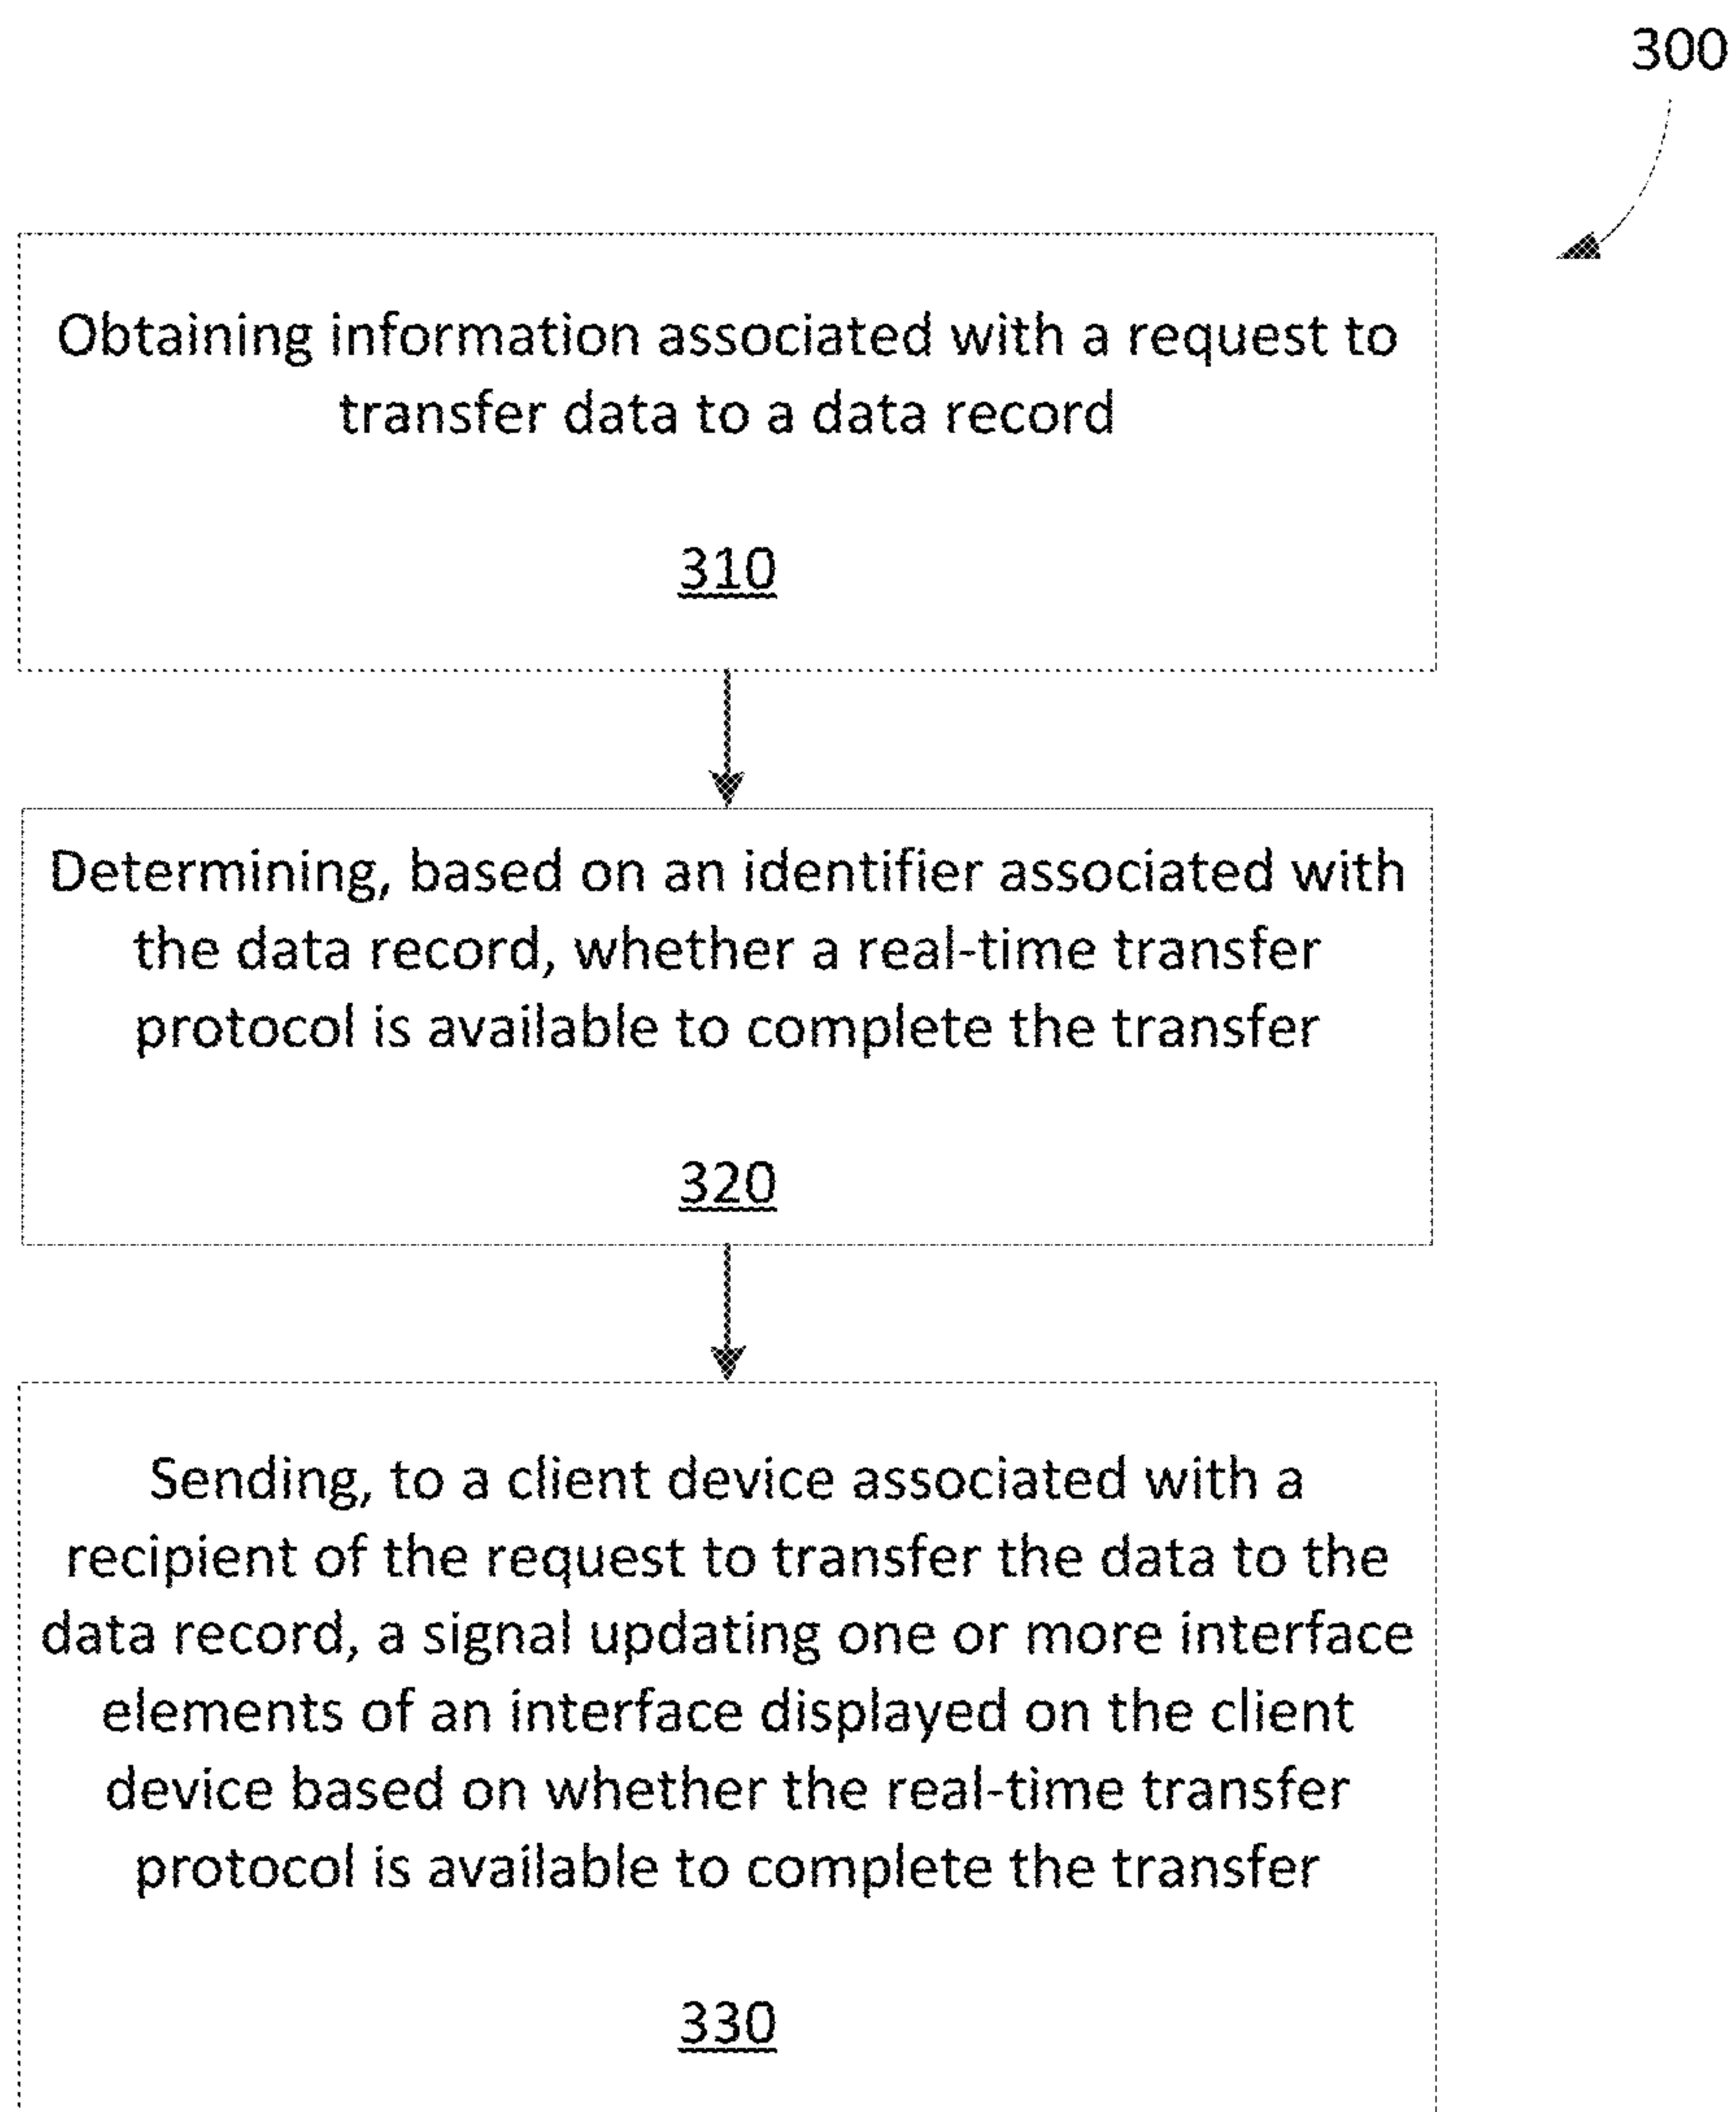 300
Obtaining information associated with a request to
transfer data to a data record
310
Determining, based on an identifier associated with
the data record, whether a real-time transfer
protocol is available to complete the transfer
320
Sending, to a client device associated with a
recipient of the request to transfer the data to the
data record, a signal updating one or more interface
elements of an interface displayed on the client
device based on whether the real-time transfer
protocol is available to complete the transfer
330